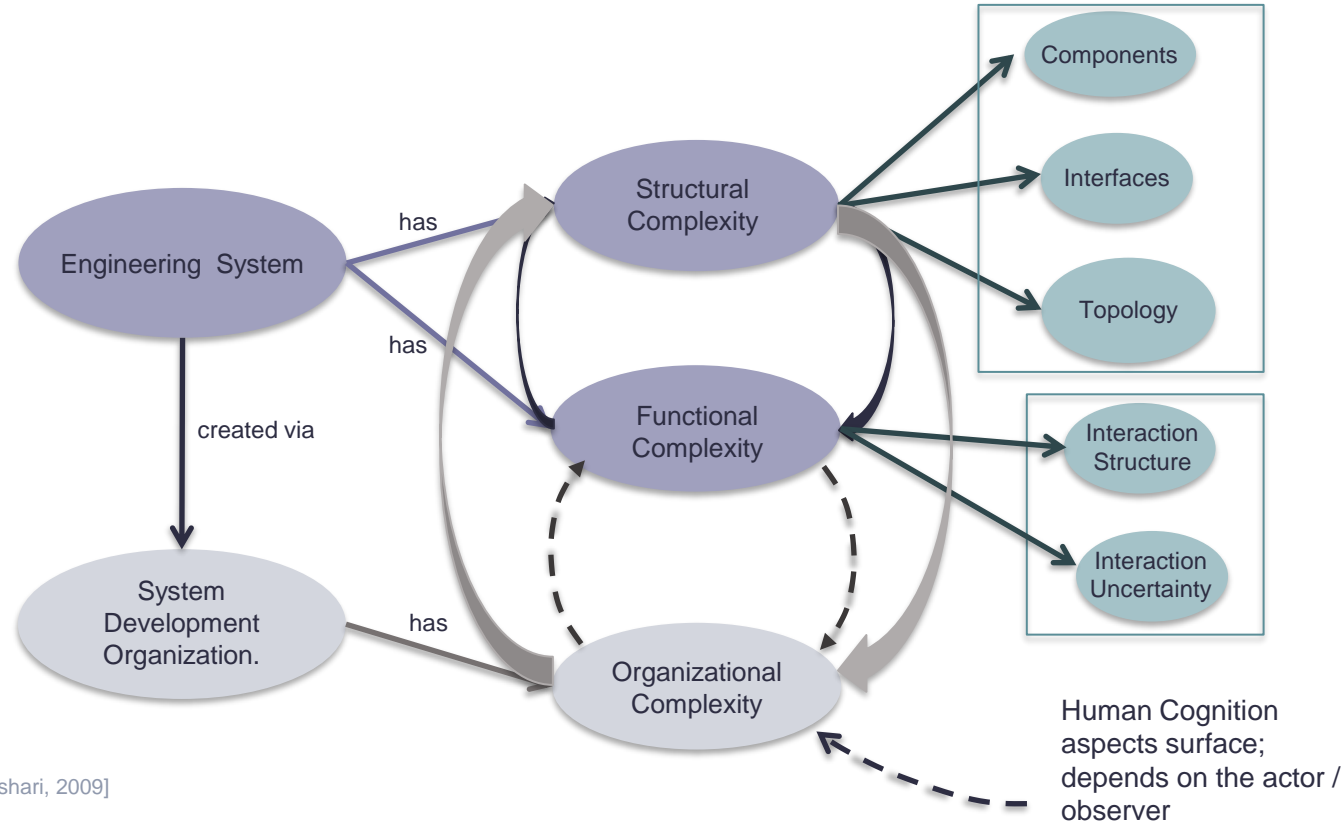 Components
Structural
Complexity
Interfaces
has
Engineering System
Topology
has
Functional
Complexity
created via
Interaction
Structure
Interaction
Uncertainty
System
Development
Organization.
has
Organizational
Complexity
Human Cognition
aspects surface;
depends on the actor /
observer
2009]